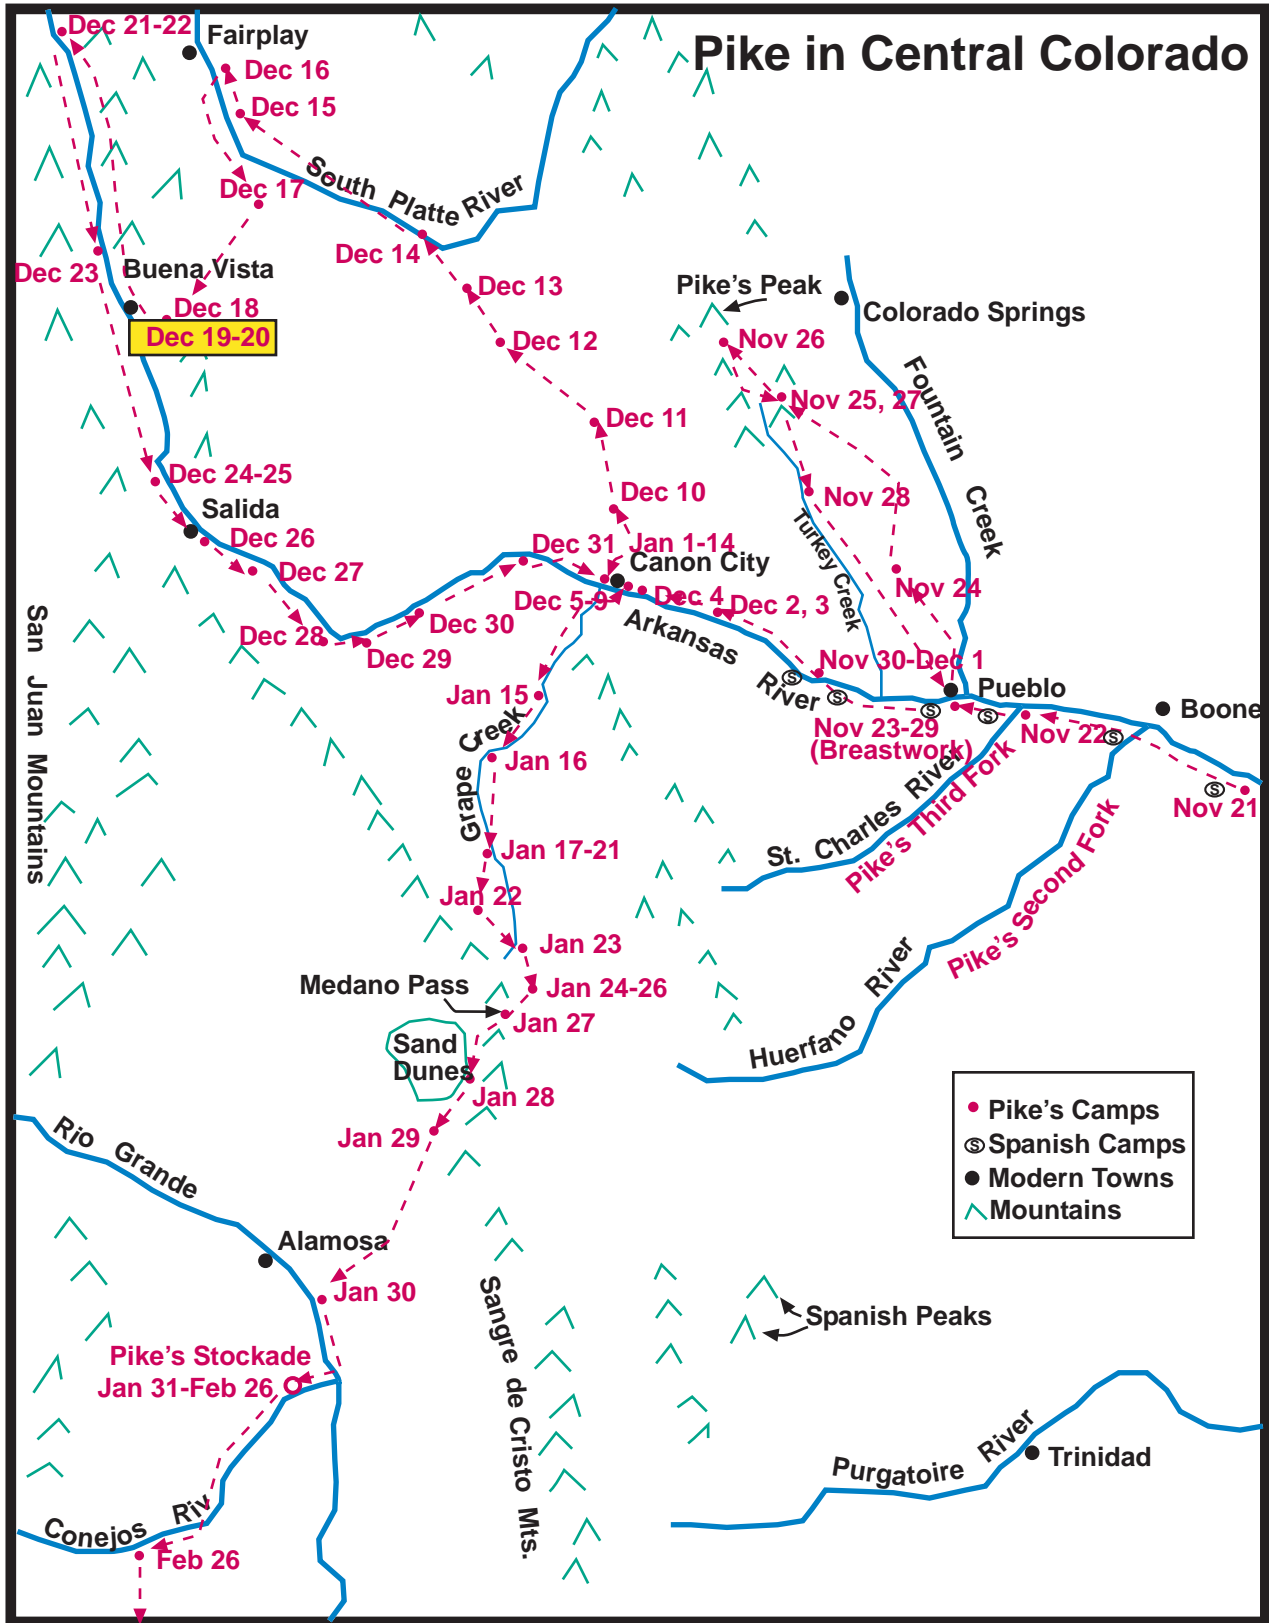 Pike in Central Colorado
Dec 21-22
Fairplay
Dec 16
Dec 15
South Platte River
Dec 17
Dec 14
Dec 23
Buena Vista
Dec 18
Dec 19-20
Dec 13
Dec 12
Pike's Peak
Colorado Springs
Nov 26
Fountain Creek
Nov 25, 27
Dec 11
Dec 24-25
Dec 10
Nov 28
Salida
Turkey Creek
Dec 26
Dec 31
Jan 1-14
Canon City
Dec 27
Nov 24
Dec 5-9
Dec 4
Dec 2, 3
Dec 30
Dec 28
Dec 29
Arkansas River
Nov 30-Dec 1
Pueblo
Boone
Jan 15
Nov 23-29
(Breastwork)
Nov 22
Nov 21
San Juan Mountains
Grape Creek
Jan 16
St. Charles River
Pike's Third Fork
Pike's Second Fork
Jan 17-21
Jan 22
Jan 23
Huerfano River
Medano Pass
Jan 24-26
Jan 27
Sand
Dunes
Jan 28
Jan 29
S Pike's Camps
S Spanish Camps
Modern Towns
Mountains
Rio Grande
Alamosa
Jan 30
Sangre de Cristo Mts.
Spanish Peaks
Pike's Stockade
Jan 31-Feb 26
Purgatoire River
Trinidad
Conejos Riv
Feb 26